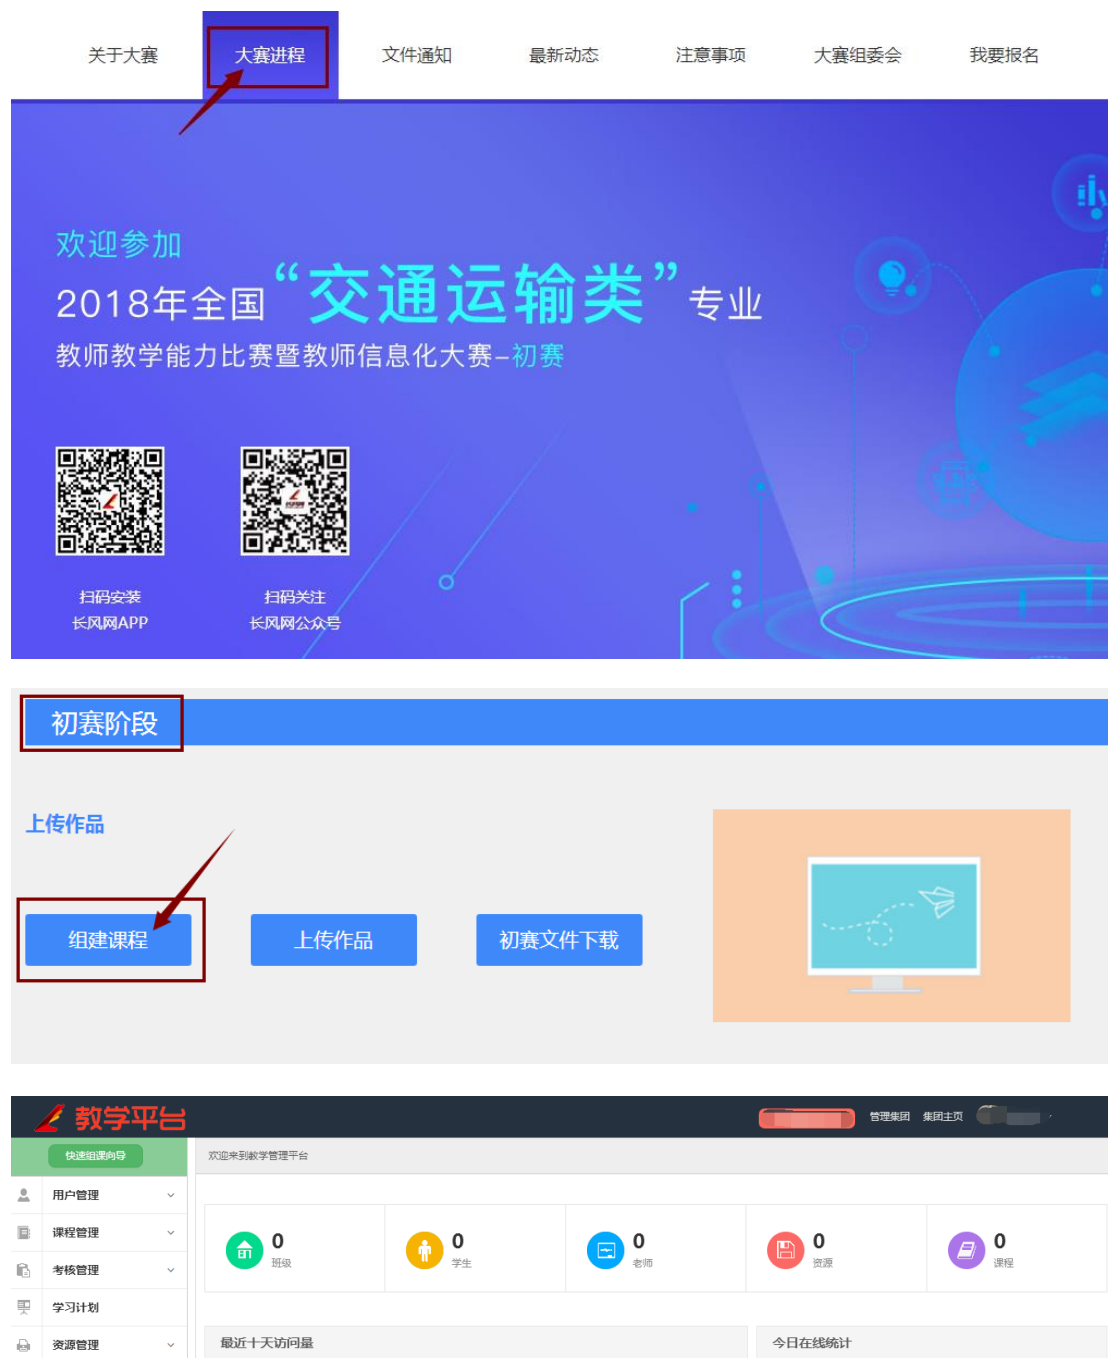 关于大赛 大赛进程 文件通知 最新动态 注意事项 大赛组委会 我要报名
欢迎参加
2018年全国“交通运输类”专业
教师教学能力比赛暨教师信息化大赛-初赛
扫码安装 扫码关注
长风网APP 长风网公众号
初赛阶段
上传作品
组建课程 上传作品 初赛文件下载
教学平台 管理集团 集团主页
快速组课向导 欢迎来到教学管理平台
用户管理
课程管理
0 0 0 0 0
班级 学生 老师 资源 课程
考核管理
学习计划
资源管理 最近十天访问量 今日在线统计